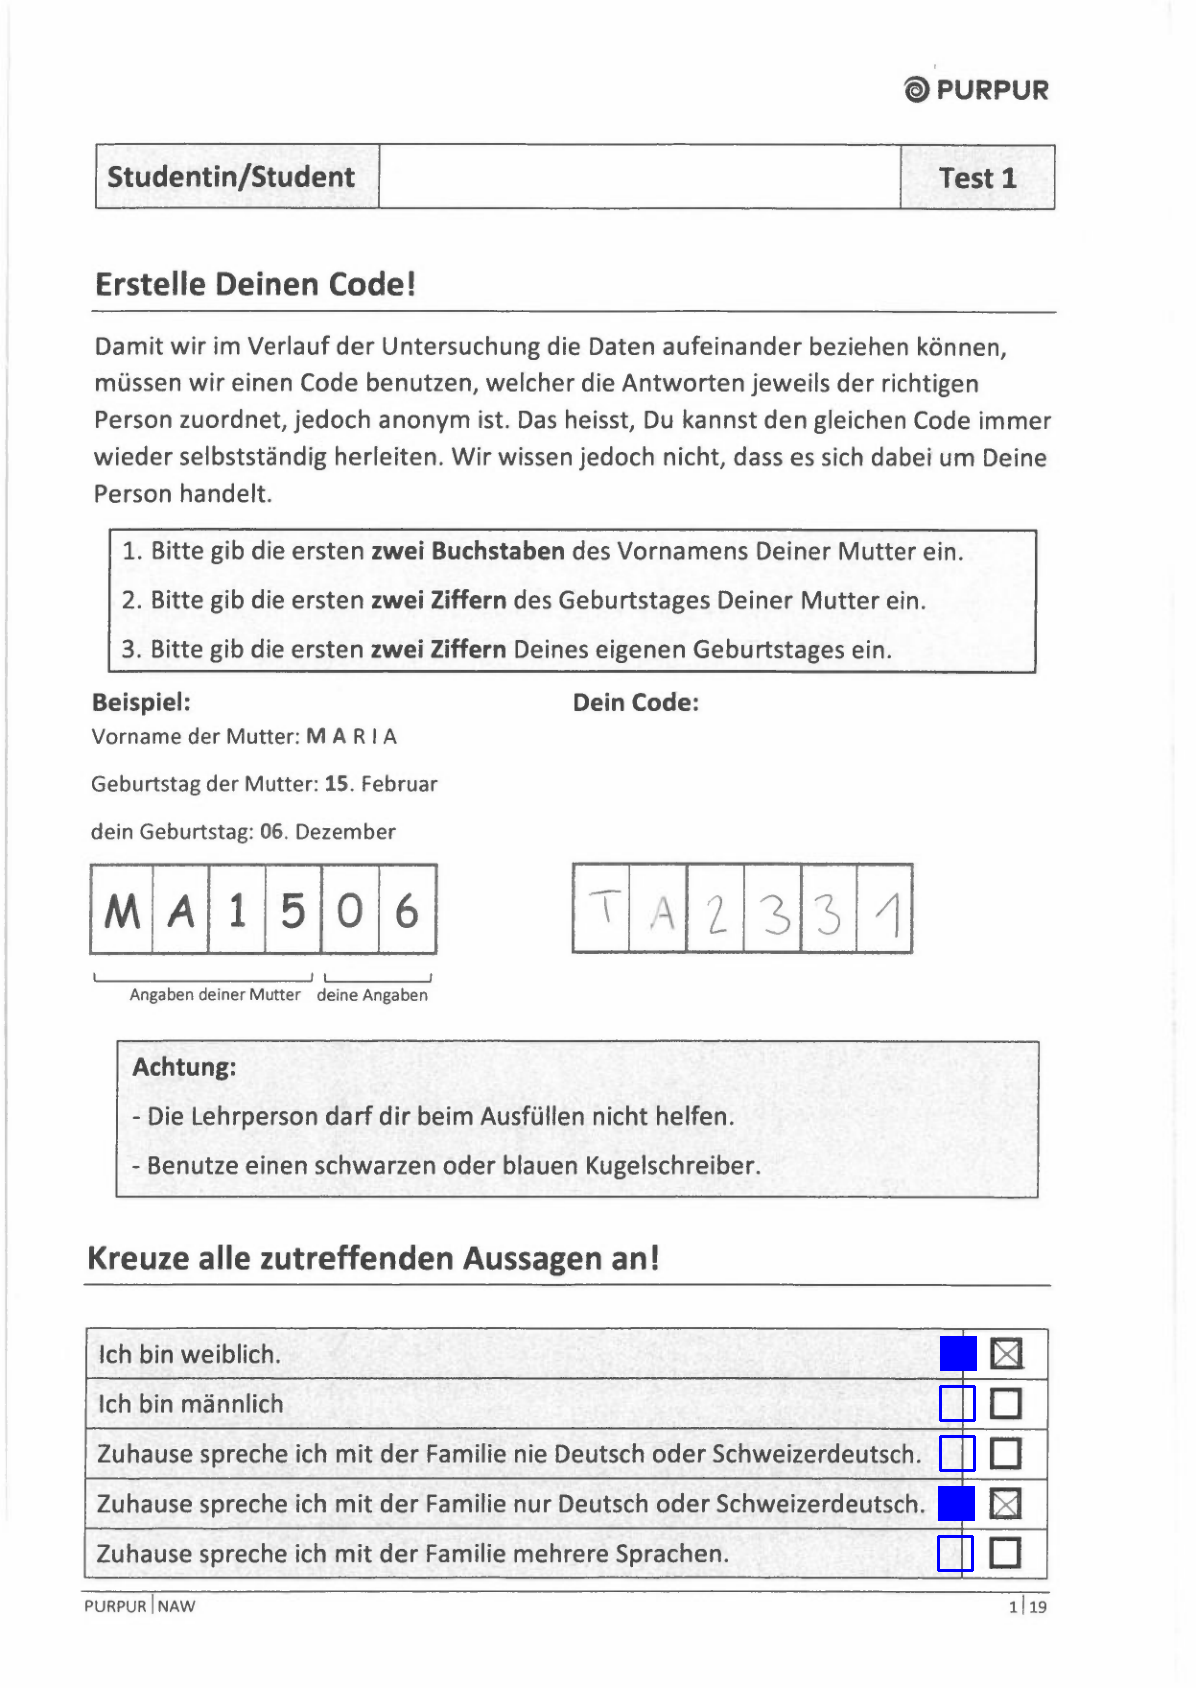 PURPUR
Studentin/Student Test 1
Erstelle Deinen Code!
Damit wir im Verlauf der Untersuchung die Daten aufeinander beziehen können,
müssen wir einen Code benutzen, welcher die Antworten jeweils der richtigen
Person zuordnet, jedoch anonym ist. Das heisst, Du kannst den gleichen Code immer
wieder selbstständig herleiten. Wir wissen jedoch nicht, dass es sich dabei um Deine
Person handelt.
1. Bitte gib die ersten zwei Buchstaben des Vornamens Deiner Mutter ein.
2. Bitte gib die ersten zwei Ziffern des Geburtstages Deiner Mutter ein.
3. Bitte gib die ersten zwei Ziffern Deines eigenen Geburtstages ein.
Beispiel: Dein Code:
Vorname der Mutter: M A R I A
Geburtstag der Mutter: 15. Februar
dein Geburtstag: 06. Dezember
M A 1 5 0 6 T A 2 3 3 1
Angaben deiner Mutter deine Angaben
Achtung:
- Die Lehrperson darf dir beim Ausfüllen nicht helfen.
- Benutze einen schwarzen oder blauen Kugelschreiber.
Kreuze alle zutreffenden Aussagen an!
Ich bin weiblich.
Ich bin männlich
Zuhause spreche ich mit der Familie nie Deutsch oder Schweizerdeutsch.
Zuhause spreche ich mit der Familie nur Deutsch oder Schweizerdeutsch.
Zuhause spreche ich mit der Familie mehrere Sprachen.
PURPUR | NAW 1 | 19